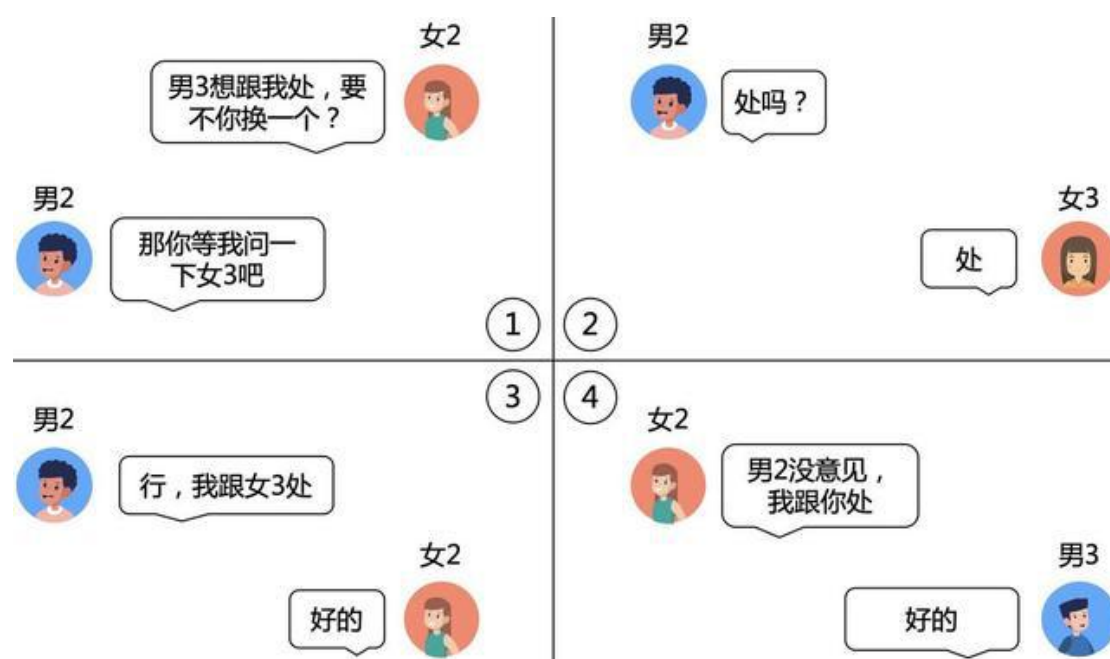 女2
男3想跟我处，要
不你换一个？
男2
那你等我问一
下女3吧
1
男2
处吗？
女3
处
2
3
男2
行，我跟女3处
女2
好的
4
女2
男2没意见，
我跟你处
男3
好的